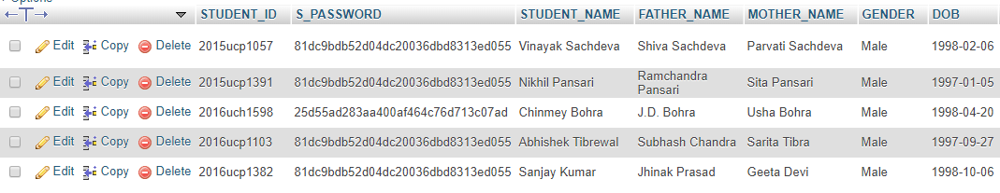 Options
STUDENT_ID S_PASSWORD STUDENT_NAME FATHER_NAME MOTHER_NAME GENDER DOB
Edit Copy Delete 2015ucp1057 81dc9bdb52d04dc20036dbd8313ed055 Vinayak Sachdeva Shiva Sachdeva Parvati Sachdeva Male 1998-02-06
Edit Copy Delete 2015ucp1391 81dc9bdb52d04dc20036dbd8313ed055 Nikhil Pansari Ramchandra Pansari Sita Pansari Male 1997-01-05
Edit Copy Delete 2016uch1598 25d55ad283aa400af464c76d713c07ad Chinmey Bohra J.D. Bohra Usha Bohra Male 1998-04-20
Edit Copy Delete 2016ucp1103 81dc9bdb52d04dc20036dbd8313ed055 Abhishek Tibrewal Subhash Chandra Sarita Tibra Male 1997-09-27
Edit Copy Delete 2016ucp1382 81dc9bdb52d04dc20036dbd8313ed055 Sanjay Kumar Jhinak Prasad Geeta Devi Male 1998-10-06